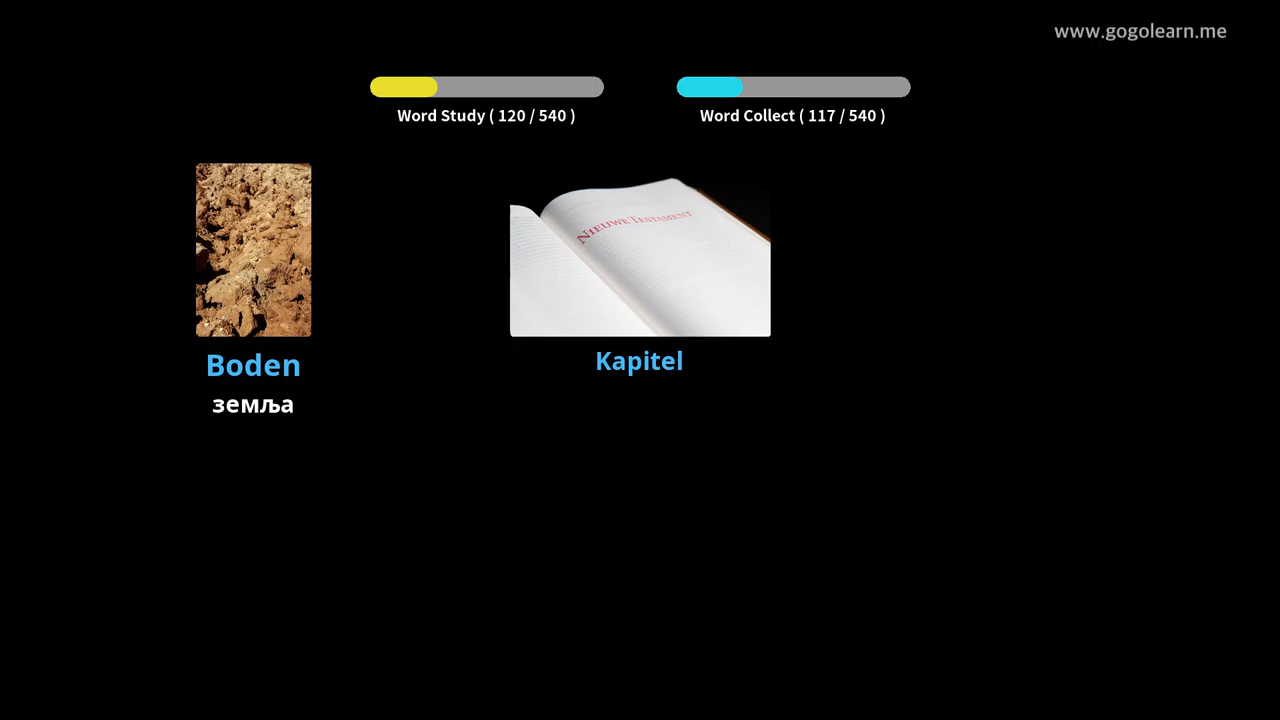 www.gogolearn.me
Word Study ( 120 / 540 )
Word Collect ( 117 / 540 )
NIEUWE TESTAMENT
Boden
Kapitel
земља